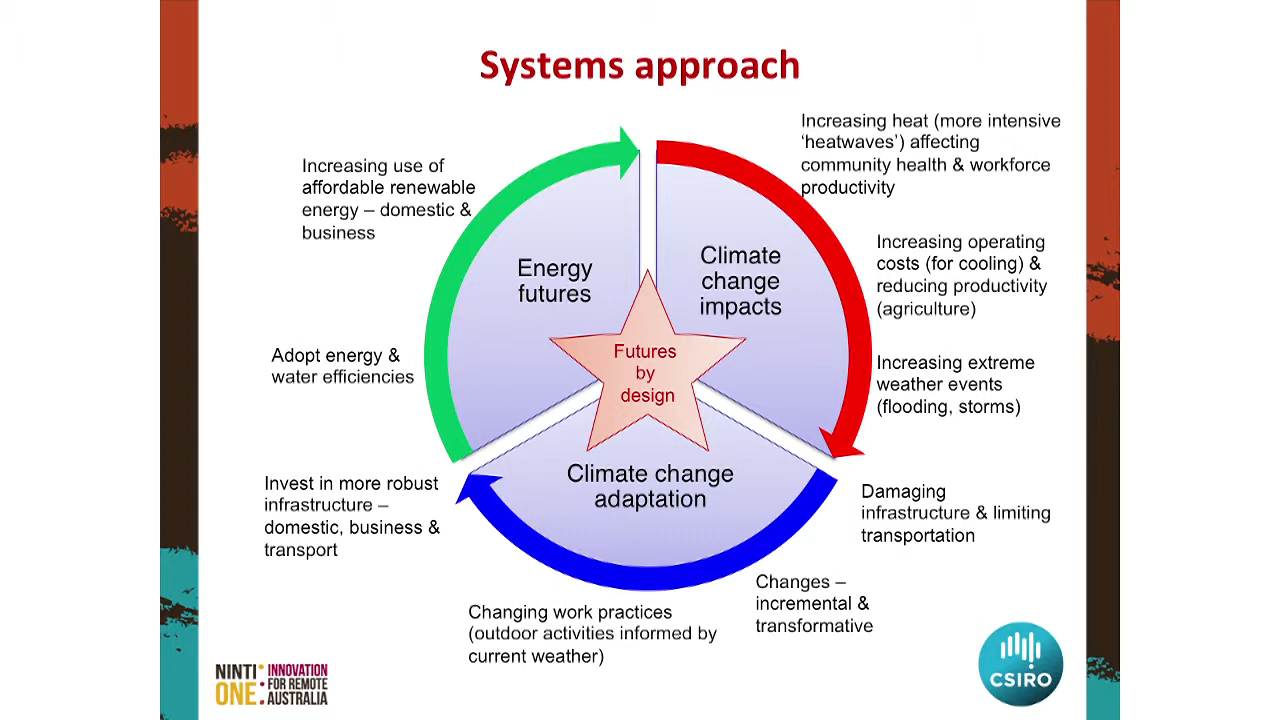 Systems approach
Increasing heat (more intensive
‘heatwaves’) affecting
community health & workforce
productivity
Increasing operating
costs (for cooling) &
reducing productivity
(agriculture)
Increasing extreme
weather events
(flooding, storms)
Damaging
infrastructure & limiting
transportation
Changes –
incremental &
transformative
Changing work practices
(outdoor activities informed by
current weather)
Invest in more robust
infrastructure –
domestic, business &
transport
Adopt energy &
water efficiencies
Increasing use of
affordable renewable
energy – domestic &
business
Energy
futures
Climate
change
impacts
Climate change
adaptation
Futures
by
design
NINTI
ONE:
INNOVATION
FOR REMOTE
AUSTRALIA
CSIRO